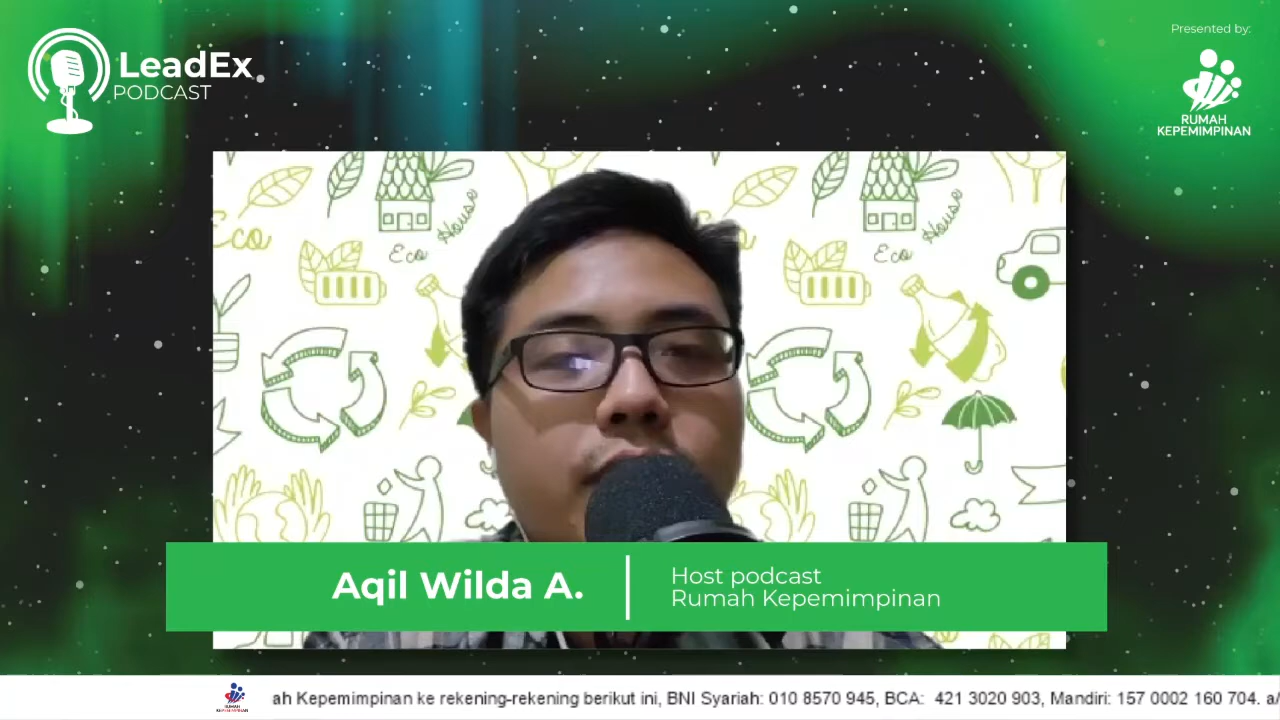 LeadEx
PODCAST
Presented by:
RUMAH
KEPEMIMPINAN
Eco
House
Eco
House
Eco
Aqil Wilda A.
Host podcast
Rumah Kepemimpinan
ah Kepemimpinan ke rekening-rekening berikut ini, BNI Syariah: 010 8570 945, BCA: 421 3020 903, Mandiri: 157 0002 160 704. a